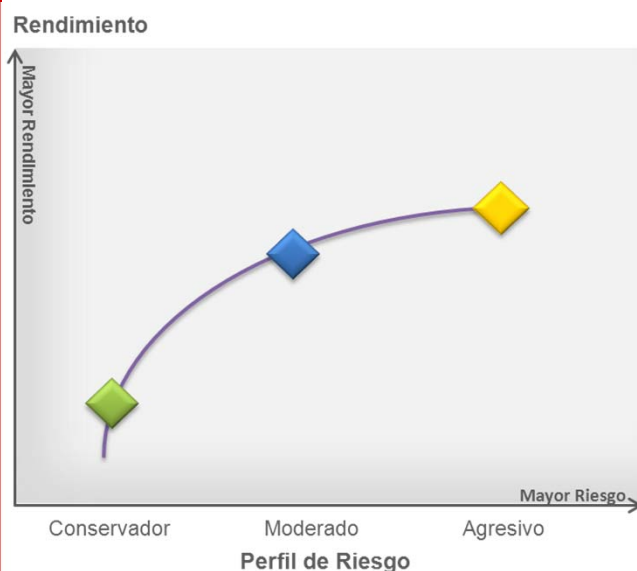 Rendimiento
Mayor Rendimiento
Mayor Riesgo
Conservador
Moderado
Agresivo
Perfil de Riesgo